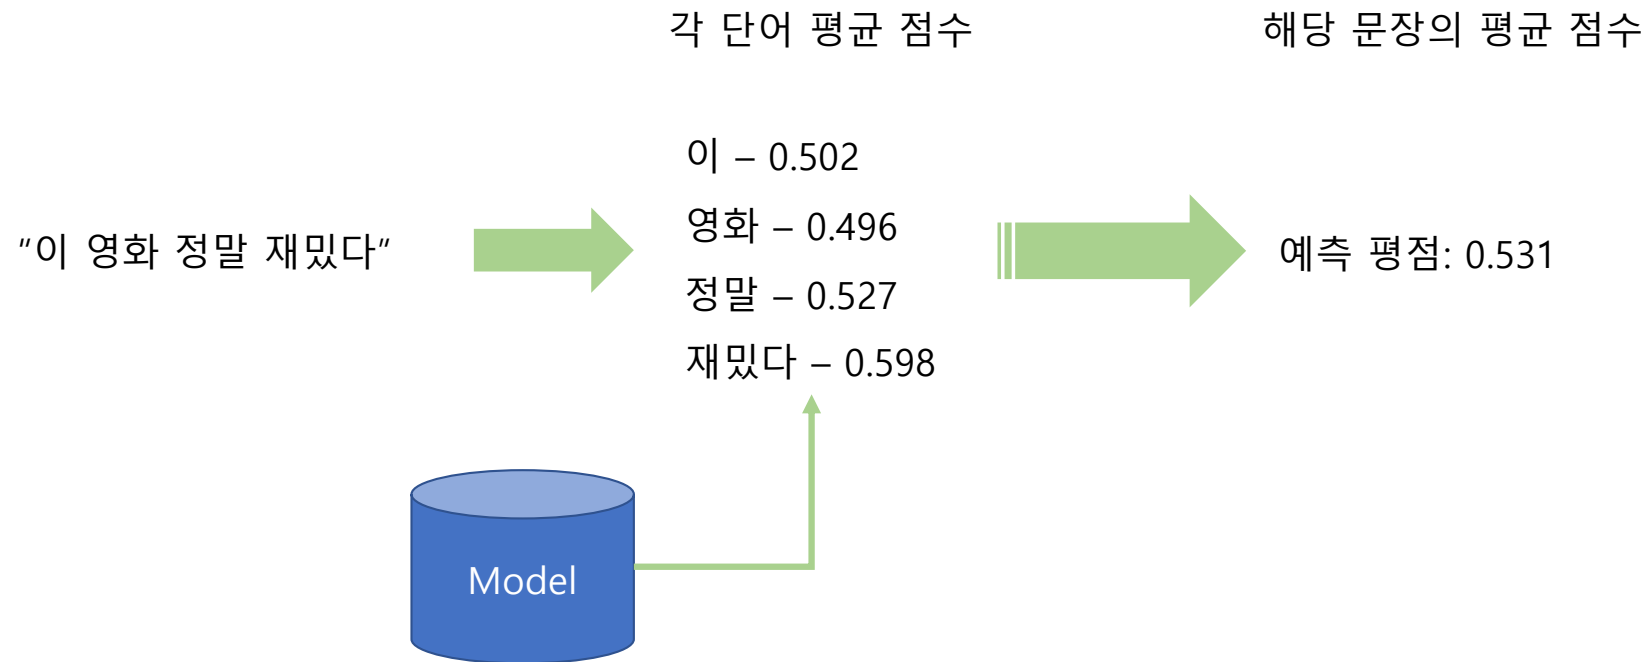 각 단어 평균 점수
해당 문장의 평균 점수
"이 영화 정말 재밌다"
이 – 0.502
영화 – 0.496
정말 – 0.527
재밌다 – 0.598
예측 평점: 0.531
Model